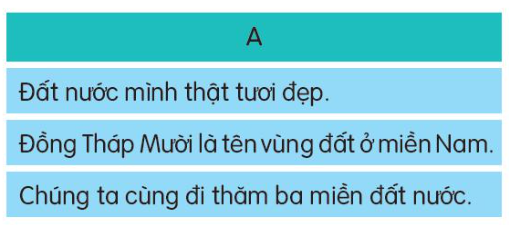 A
Đất nước mình thật tươi đẹp.
Đồng Tháp Mười là tên vùng đất ở miền Nam.
Chúng ta cùng đi thăm ba miền đất nước.